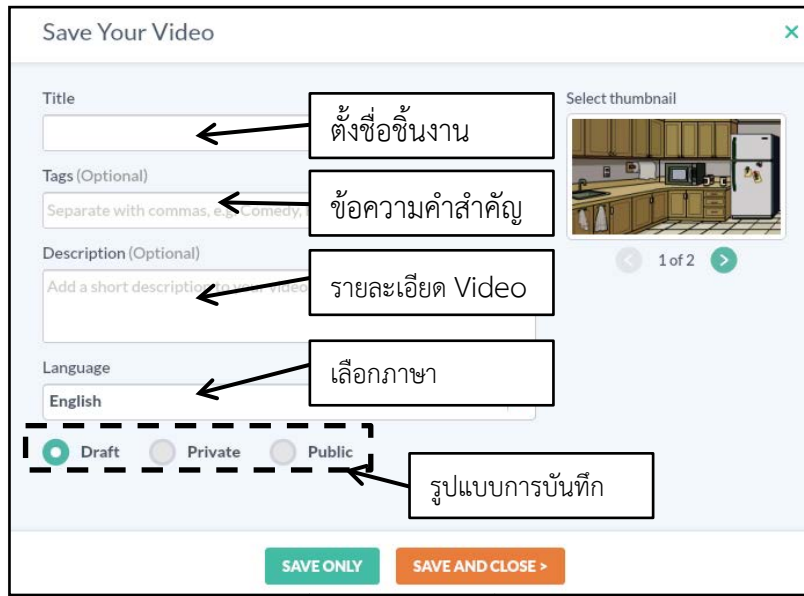 Save Your Video
Title
ตั้งชื่อชิ้นงาน
Select thumbnail
Tags (Optional)
Separate with commas, e.g. Comedy,
ข้อความคำสำคัญ
Description (Optional)
1 of 2
Add a short description to your video
รายละเอียด Video
Language
English
เลือกภาษา
Draft
Private
Public
รูปแบบการบันทึก
SAVE ONLY
SAVE AND CLOSE >